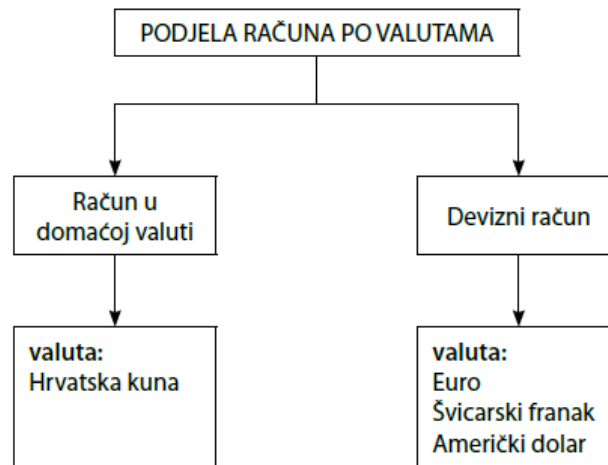 PODJELA RAČUNA PO VALUTAMA
Račun u
domaćoj valuti
Devizni račun
valuta:
Hrvatska kuna
valuta:
Euro
Švicarski franak
Američki dolar